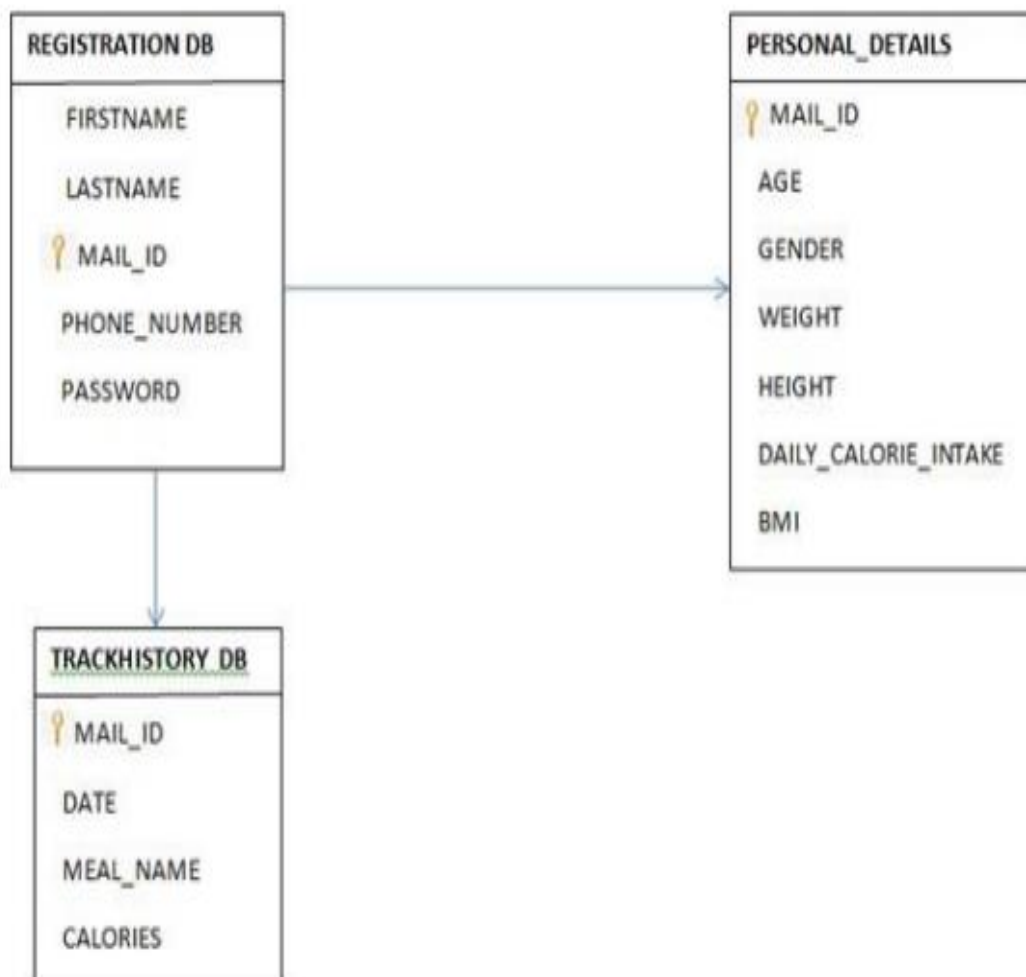 REGISTRATION DB
FIRSTNAME
LASTNAME
MAIL_ID
PHONE_NUMBER
PASSWORD
PERSONAL_DETAILS
MAIL_ID
AGE
GENDER
WEIGHT
HEIGHT
DAILY_CALORIE_INTAKE
BMI
TRACKHISTORY_DB
MAIL_ID
DATE
MEAL_NAME
CALORIES